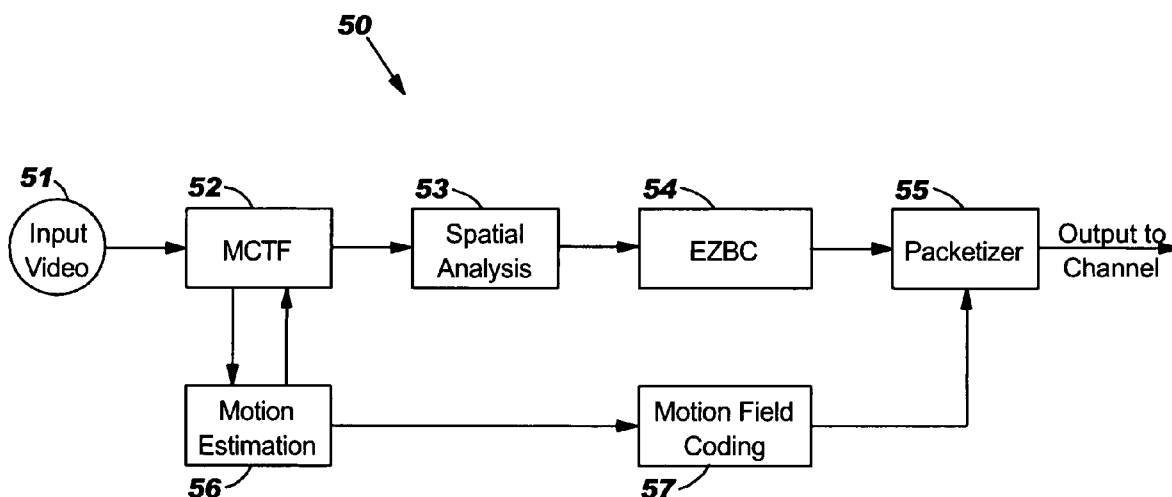 50
51
52
53
54
55
Input
Video
MCTF
Spatial
Analysis
EZBC
Packetizer
Output to
Channel
Motion
Estimation
Motion Field
Coding
56
57